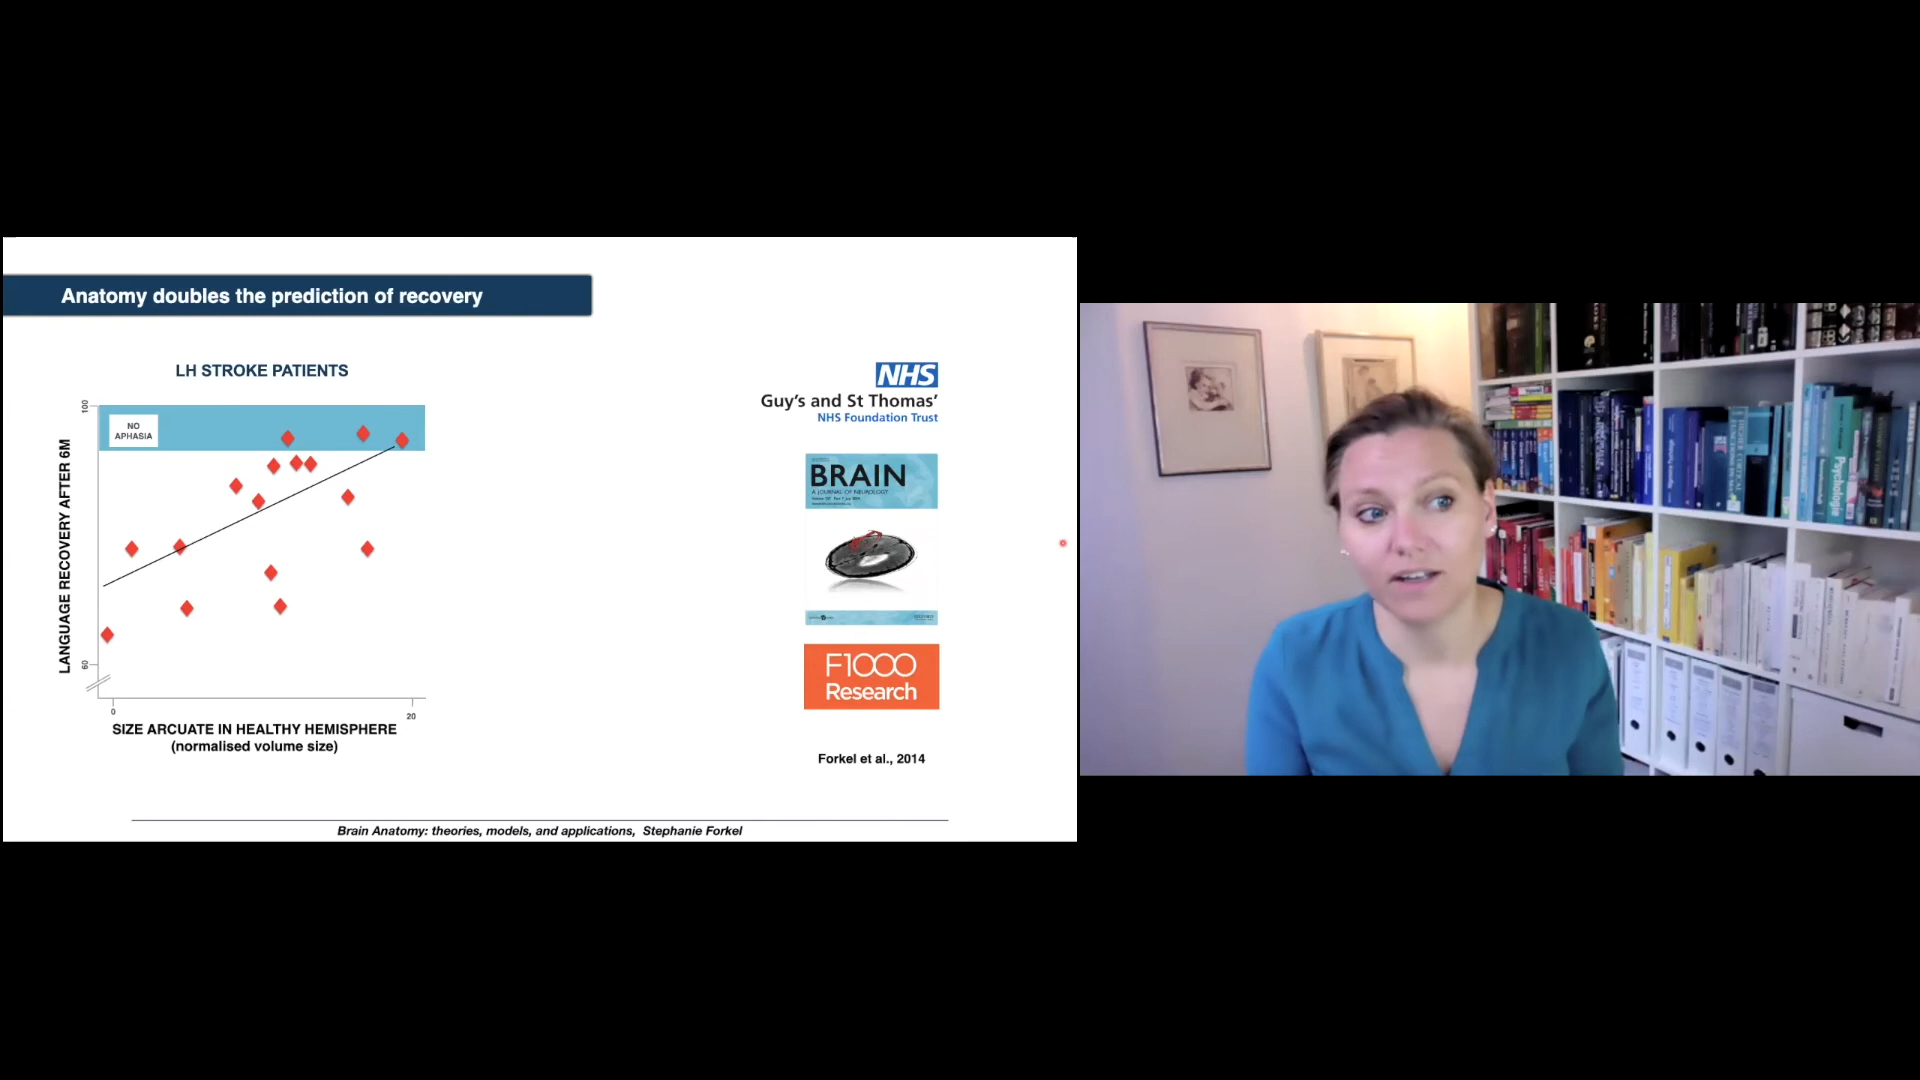 Anatomy doubles the prediction of recovery
LH STROKE PATIENTS
100
NO
APHASIA
LANGUAGE RECOVERY AFTER 6M
60
0
20
SIZE ARCUATE IN HEALTHY HEMISPHERE
(normalised volume size)
NHS
Guy's and St Thomas'
NHS Foundation Trust
BRAIN
A JOURNAL OF NEUROLOGY
F1000
Research
Forkel et al., 2014
Brain Anatomy: theories, models, and applications, Stephanie Forkel
Psychologie